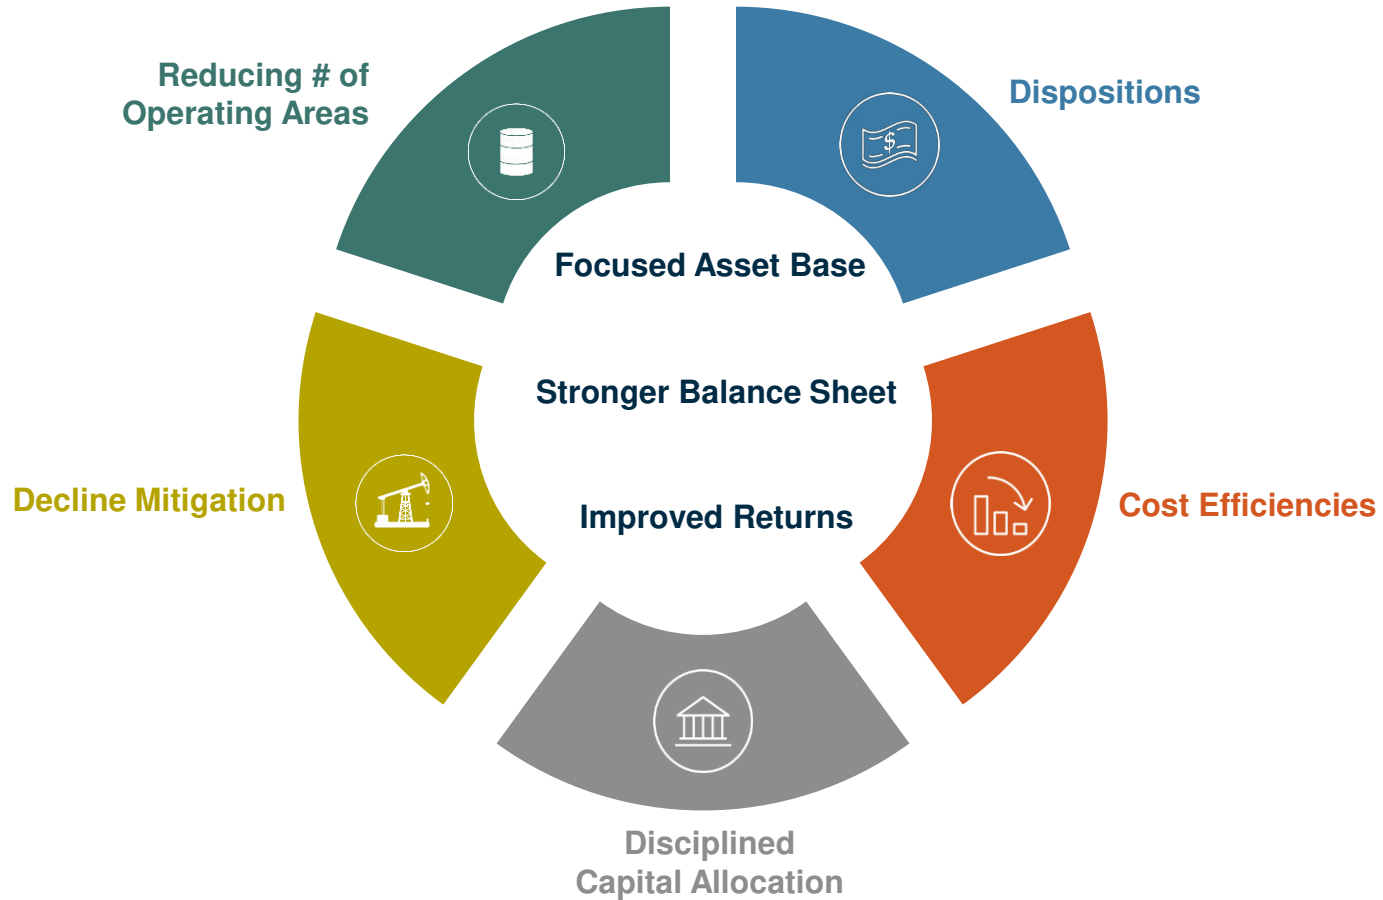 Reducing # of
Operating Areas
Dispositions
Focused Asset Base
Stronger Balance Sheet
Decline Mitigation
Cost Efficiencies
Improved Returns
Disciplined
Capital Allocation
$